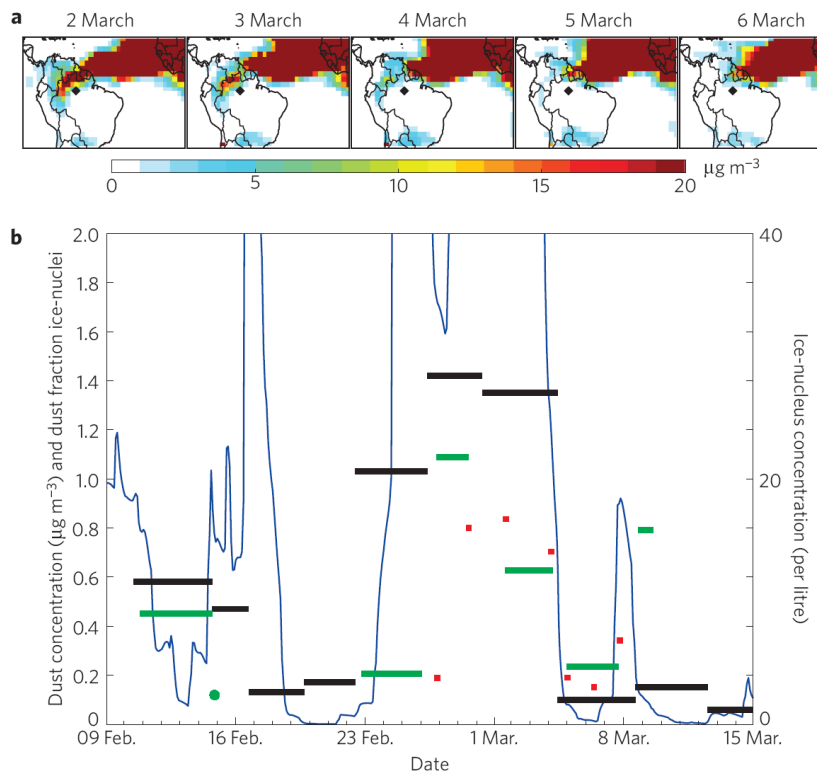 a
2 March 3 March 4 March 5 March 6 March
0 5 10 15 20 μg m⁻³
b
Dust concentration (μg m⁻³) and dust fraction ice-nuclei
2.0
1.8
1.6
1.4
1.2
1.0
0.8
0.6
0.4
0.2
0
40
20
0
Ice-nucleus concentration (per litre)
09 Feb. 16 Feb. 23 Feb. 1 Mar. 8 Mar. 15 Mar.
Date